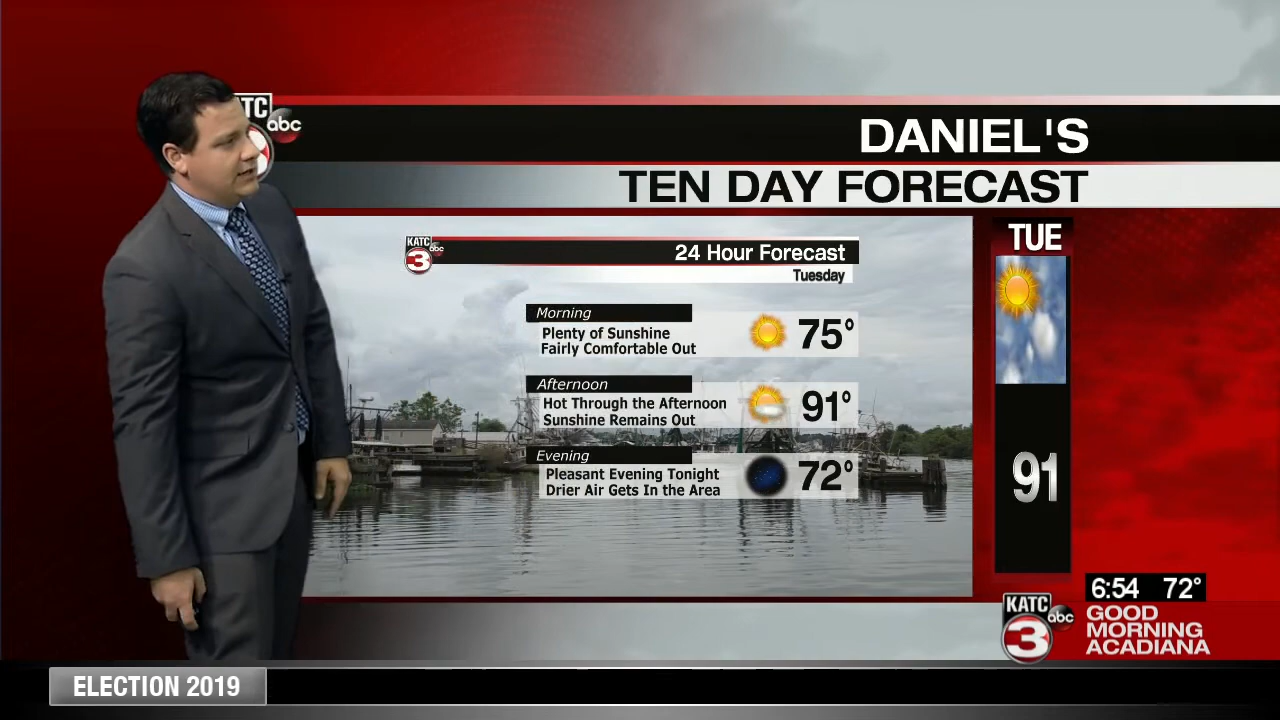 TC
abc
DANIEL'S
TEN DAY FORECAST
KATC
abc
3
24 Hour Forecast
Tuesday
TUE
Morning
Plenty of Sunshine
Fairly Comfortable Out
75°
Afternoon
Hot Through the Afternoon
Sunshine Remains Out
91°
Evening
Pleasant Evening Tonight
Drier Air Gets In the Area
72°
91
6:54 72°
KATC
abc
3
GOOD
MORNING
ACADIANA
ELECTION 2019